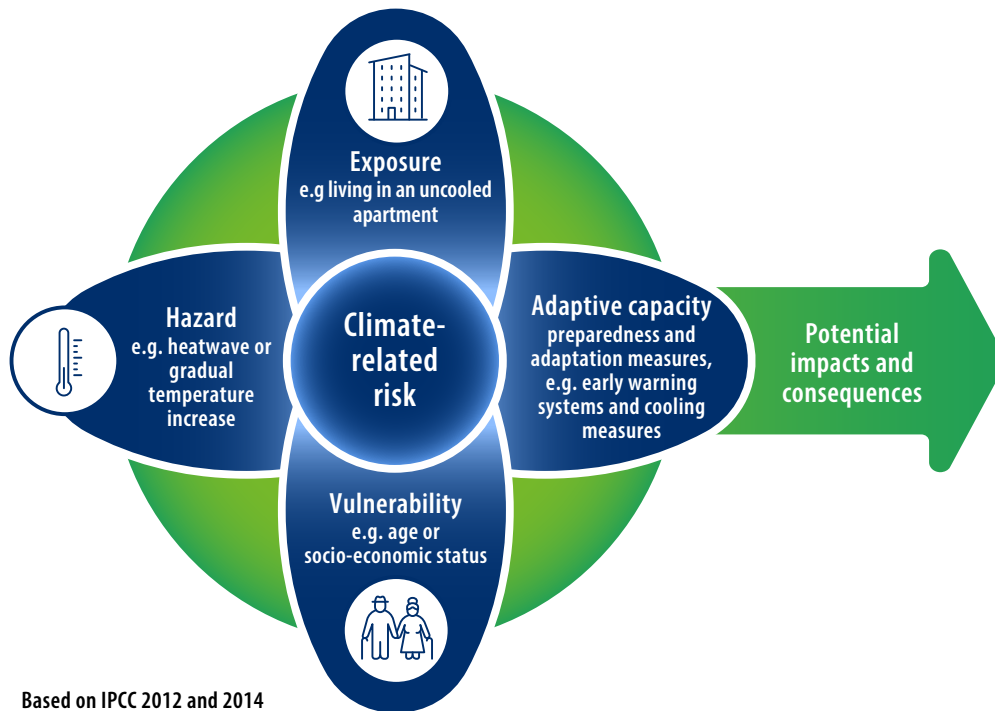 Exposure
e.g living in an uncooled
apartment
Hazard
e.g. heatwave or
gradual
temperature
increase
Climate-
related
risk
Adaptive capacity
preparedness and
adaptation measures,
e.g. early warning
systems and cooling
measures
Potential
impacts and
consequences
Vulnerability
e.g. age or
socio-economic status
Based on IPCC 2012 and 2014